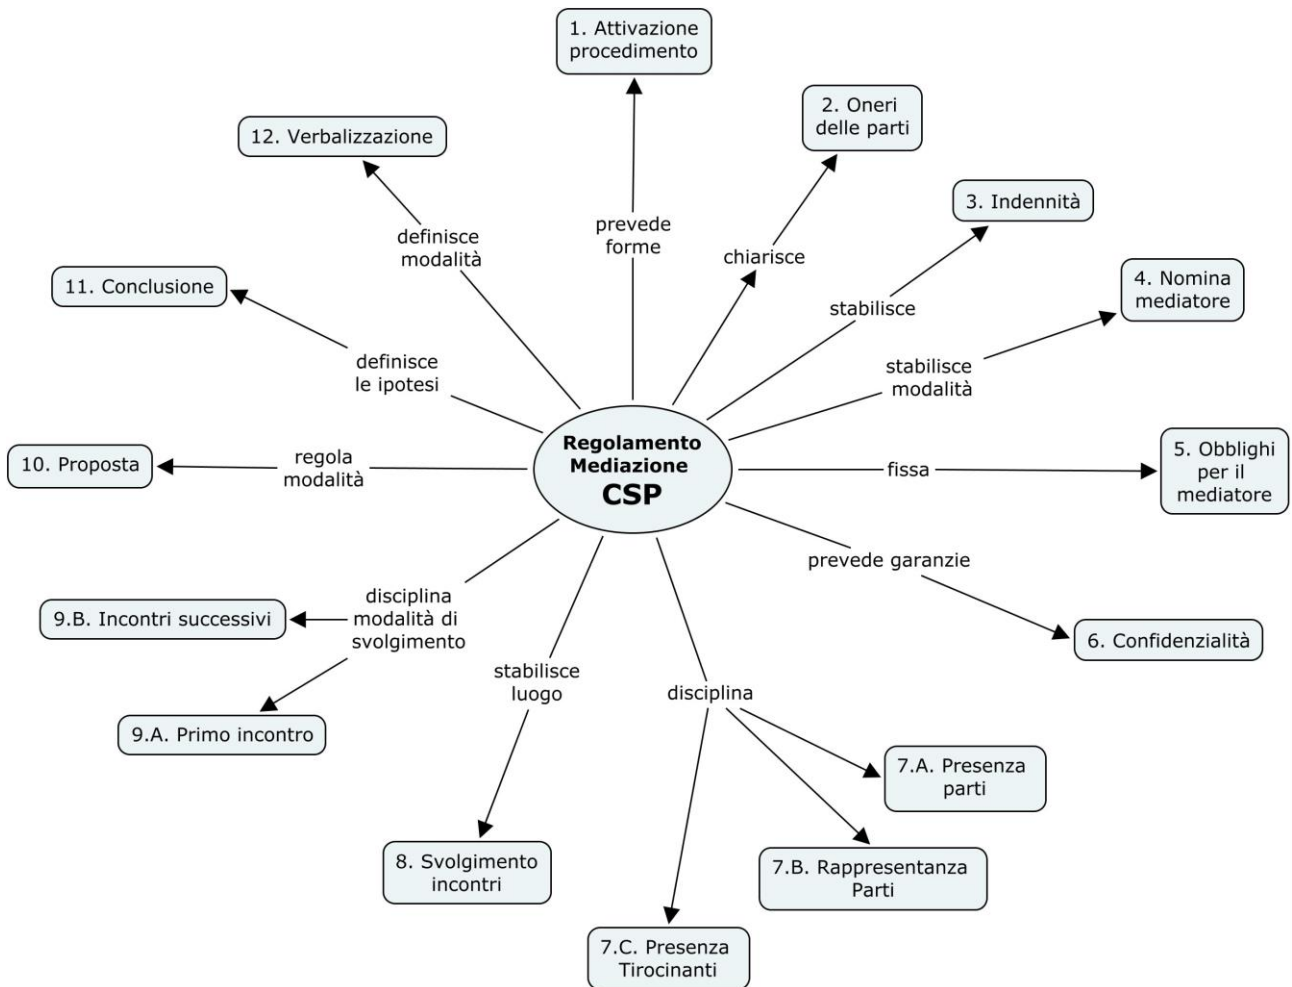 1. Attivazione
procedimento
2. Oneri
delle parti
12. Verbalizzazione
3. Indennità
prevede
forme
definisce
modalità
chiarisce
4. Nomina
mediatore
11. Conclusione
stabilisce
definisce
le ipotesi
stabilisce
modalità
Regolamento
Mediazione
CSP
10. Proposta
regola
modalità
fissa
5. Obblighi
per il
mediatore
prevede garanzie
9.B. Incontri successivi
disciplina
modalità di
svolgimento
6. Confidenzialità
stabilisce
luogo
disciplina
9.A. Primo incontro
7.A. Presenza
parti
8. Svolgimento
incontri
7.B. Rappresentanza
Parti
7.C. Presenza
Tirocinanti